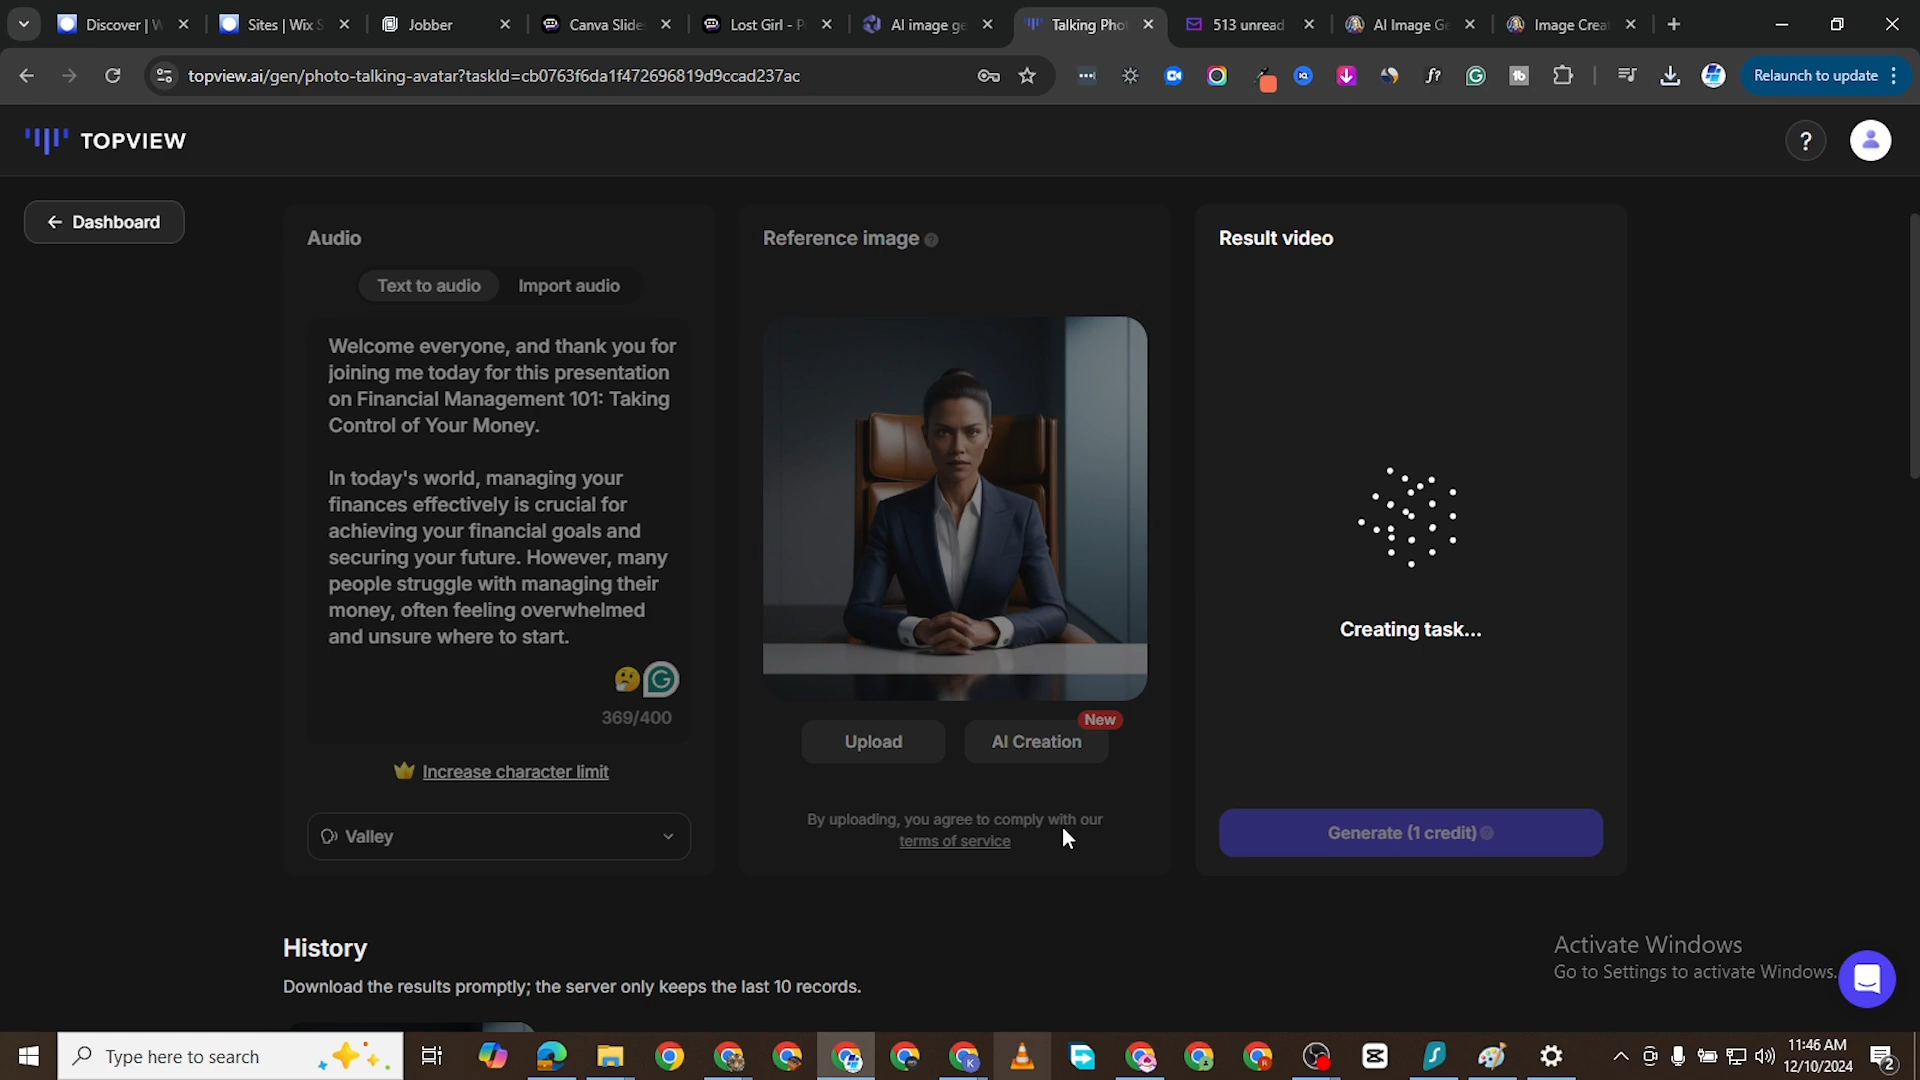 Discover | W
Sites | Wix S
Jobber
Canva Slide
Lost Girl - P
AI image ge
Talking Pho
513 unread
AI Image Ge
Image Creat
topview.ai/gen/photo-talking-avatar?taskId=cb0763f6da1f472696819d9ccad237ac
Relaunch to update
TOPVIEW
?
Dashboard
Audio
Text to audio
Import audio
Welcome everyone, and thank you for
joining me today for this presentation
on Financial Management 101: Taking
Control of Your Money.
In today's world, managing your
finances effectively is crucial for
achieving your financial goals and
securing your future. However, many
people struggle with managing their
money, often feeling overwhelmed
and unsure where to start.
369/400
Increase character limit
Valley
Reference image
Upload
AI Creation
New
By uploading, you agree to comply with our
terms of service
Result video
Creating task...
Generate (1 credit)
History
Download the results promptly; the server only keeps the last 10 records.
Activate Windows
Go to Settings to activate Windows.
Type here to search
11:46 AM
12/10/2024
2